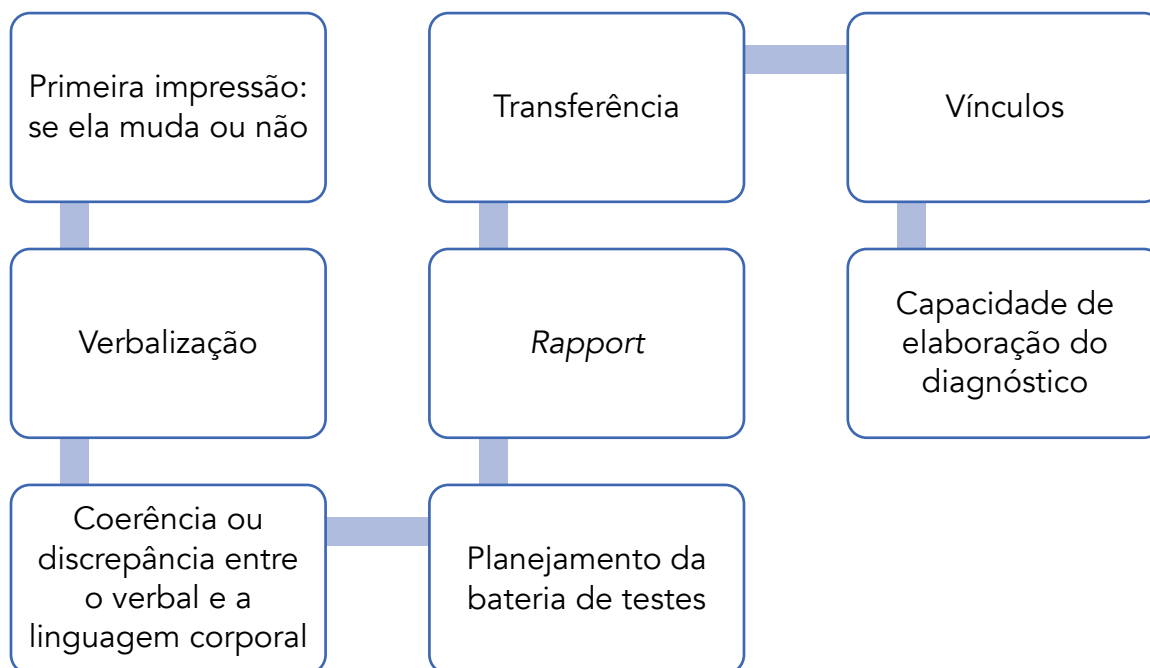 Primeira impressão:
se ela muda ou não
Verbalização
Coerência ou
discrepância entre
o verbal e a
linguagem corporal
Planejamento da
bateria de testes
Rapport
Transferência
Vínculos
Capacidade de
elaboração do
diagnóstico